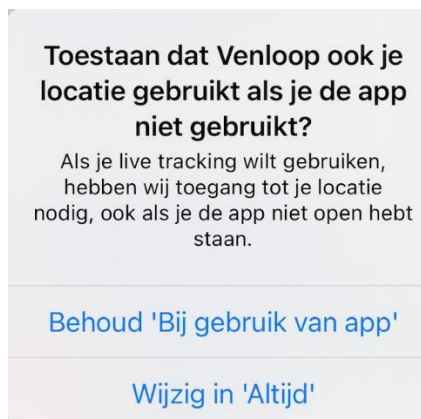 Toestaan dat Venloop ook je
locatie gebruikt als je de app
niet gebruikt?
Als je live tracking wilt gebruiken,
hebben wij toegang tot je locatie
nodig, ook als je de app niet open hebt
staan.
Behoud 'Bij gebruik van app'
Wijzig in 'Altijd'